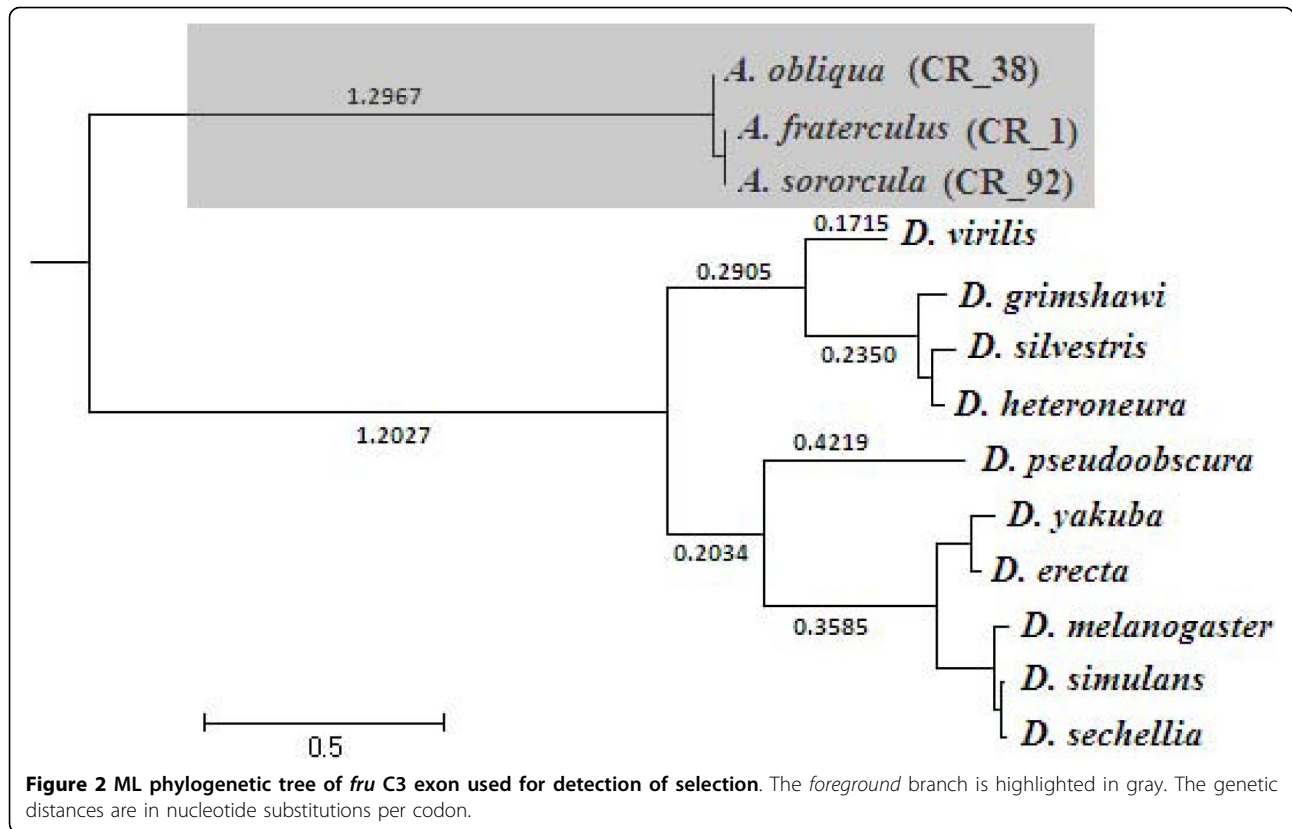 A. obliqua (CR_38)
1.2967
A. fraterculus (CR_1)
A. sororcula (CR_92)
0.1715
D. virilis
0.2905
D. grimshawi
D. silvestris
0.2350
D. heteroneura
1.2027
0.4219
D. pseudoobscura
D. yakuba
0.2034
D. erecta
0.3585
D. melanogaster
D. simulans
0.5
D. sechellia
Figure 2 ML phylogenetic tree of fru C3 exon used for detection of selection. The foreground branch is highlighted in gray. The genetic
distances are in nucleotide substitutions per codon.